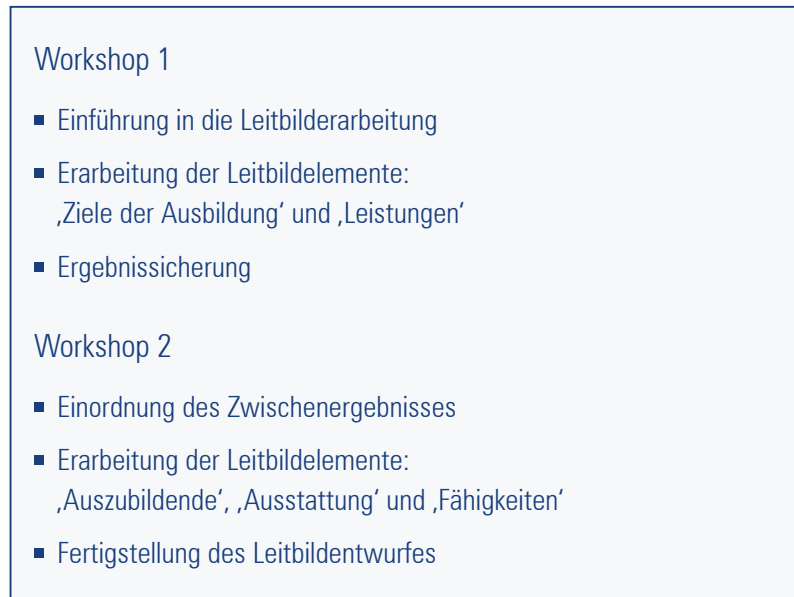 Workshop 1
▪ Einführung in die Leitbilderarbeitung
▪ Erarbeitung der Leitbildelemente:
‚Ziele der Ausbildung‘ und ‚Leistungen‘
▪ Ergebnissicherung
Workshop 2
▪ Einordnung des Zwischenergebnisses
▪ Erarbeitung der Leitbildelemente:
‚Auszubildende‘, ‚Ausstattung‘ und ‚Fähigkeiten‘
▪ Fertigstellung des Leitbildentwurfes